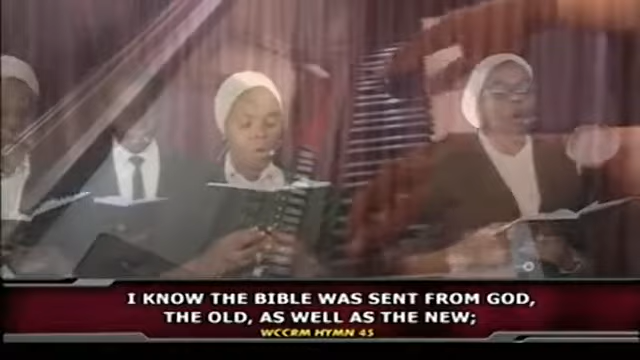 I KNOW THE BIBLE WAS SENT FROM GOD,
THE OLD, AS WELL AS THE NEW;
WCCRM HYMN 45